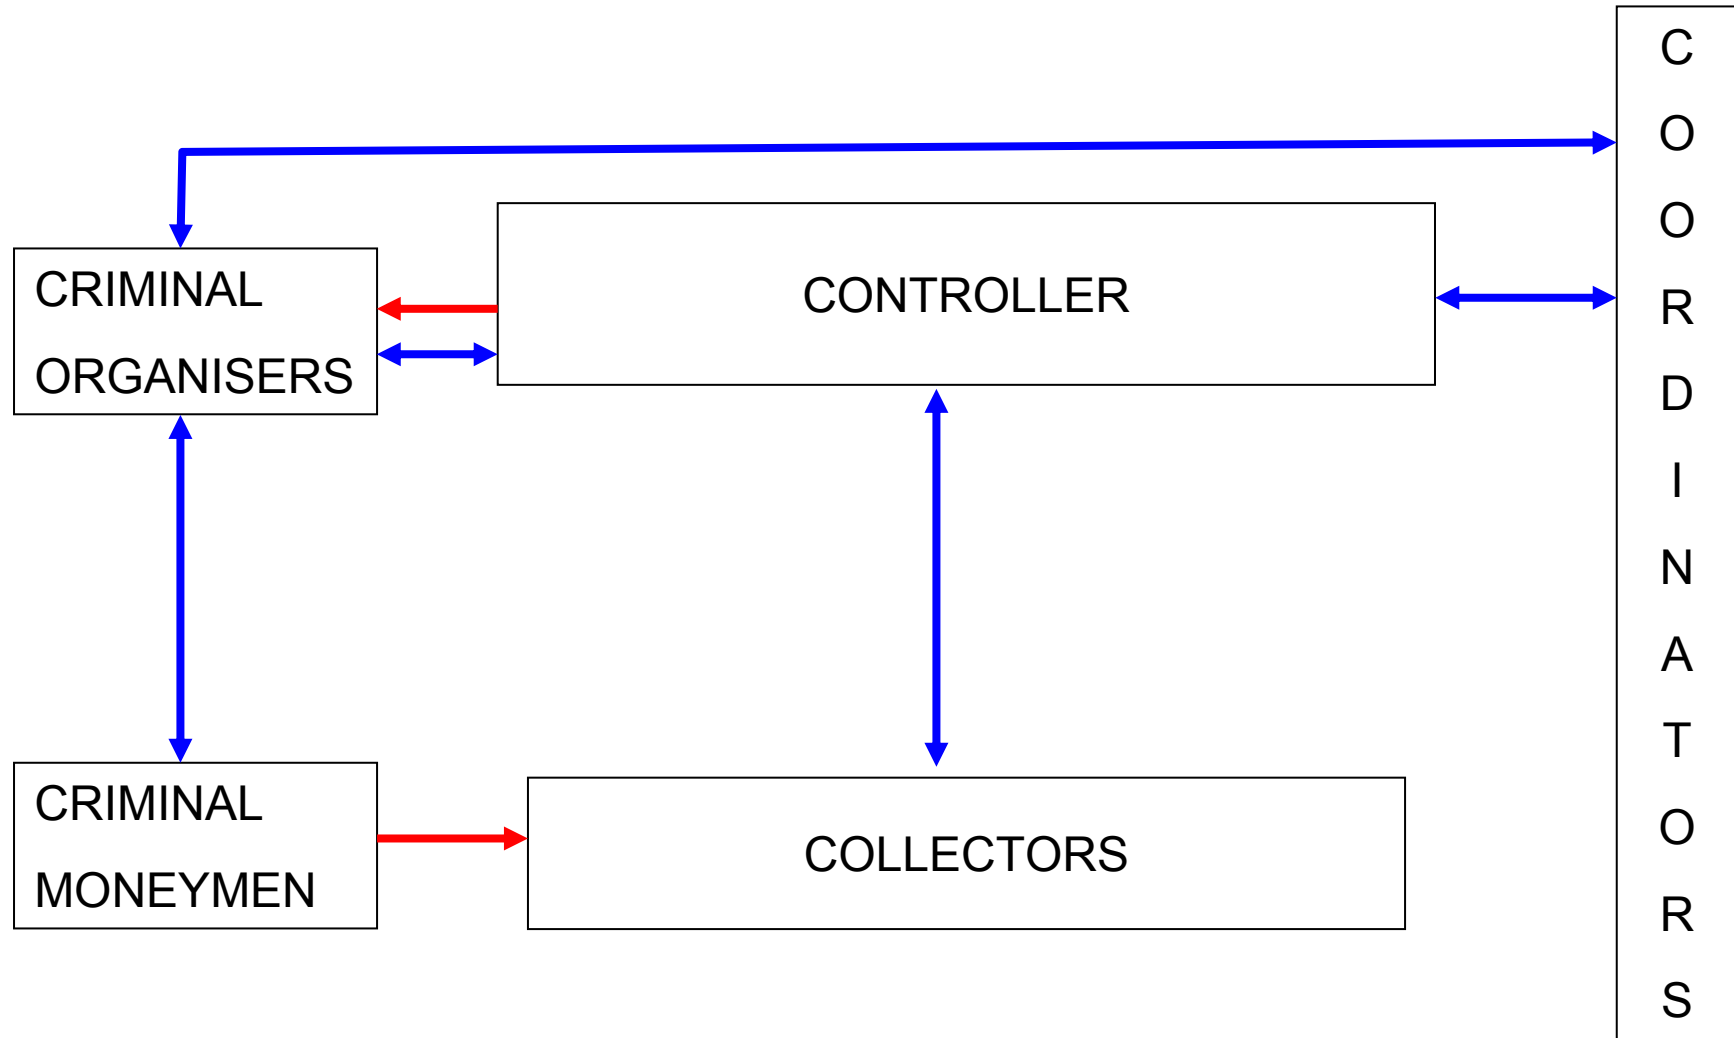 CRIMINAL
ORGANISERS
CONTROLLER
CRIMINAL
MONEYMEN
COLLECTORS
C
O
O
R
D
I
N
A
T
O
R
S